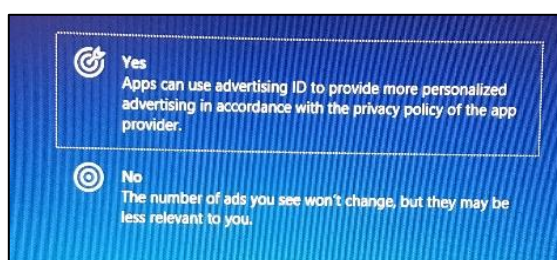 Yes
Apps can use advertising ID to provide more personalized
advertising in accordance with the privacy policy of the app
provider.
No
The number of ads you see won't change, but they may be
less relevant to you.